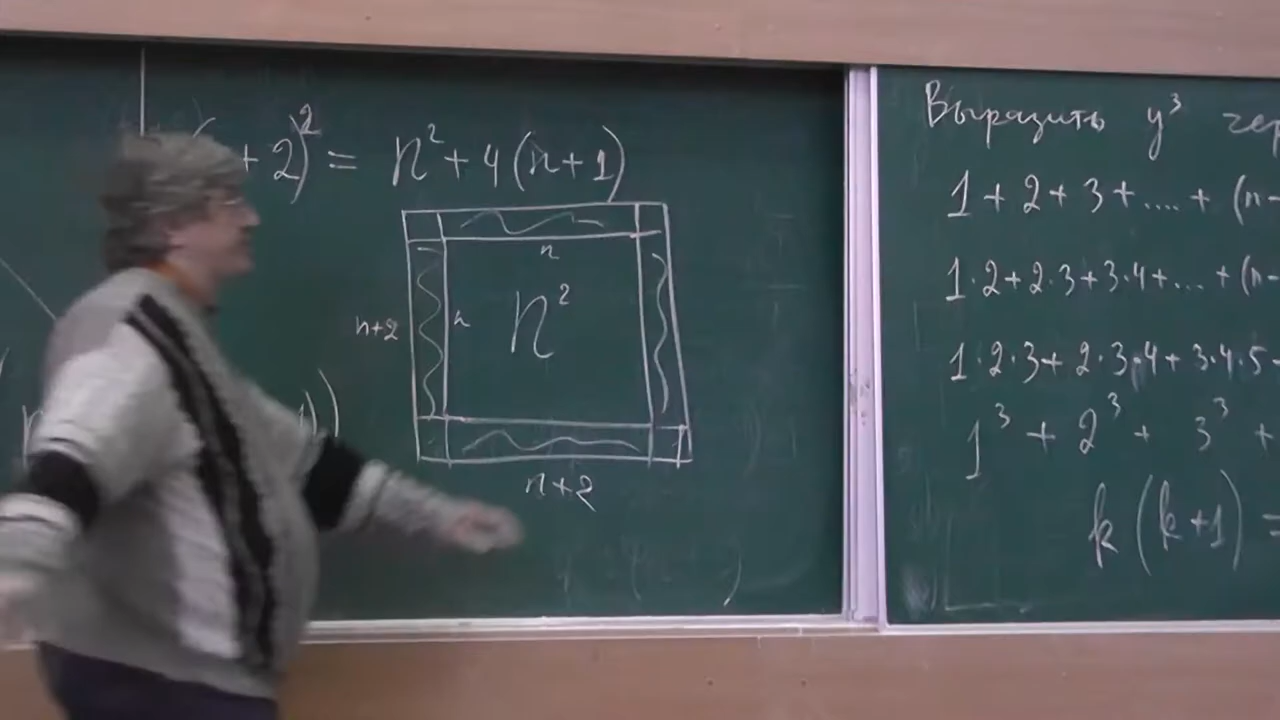 + 2)² = n² + 4(n+1)
n
n+2
n
n²
n+2
Выразить y³
1 + 2 + 3 + .... + (n-
1·2 + 2·3 + 3·4 + ... + (n-
1·2·3 + 2·3·4 + 3·4·5 -
1³ + 2³ + 3³ +
k(k+1) =